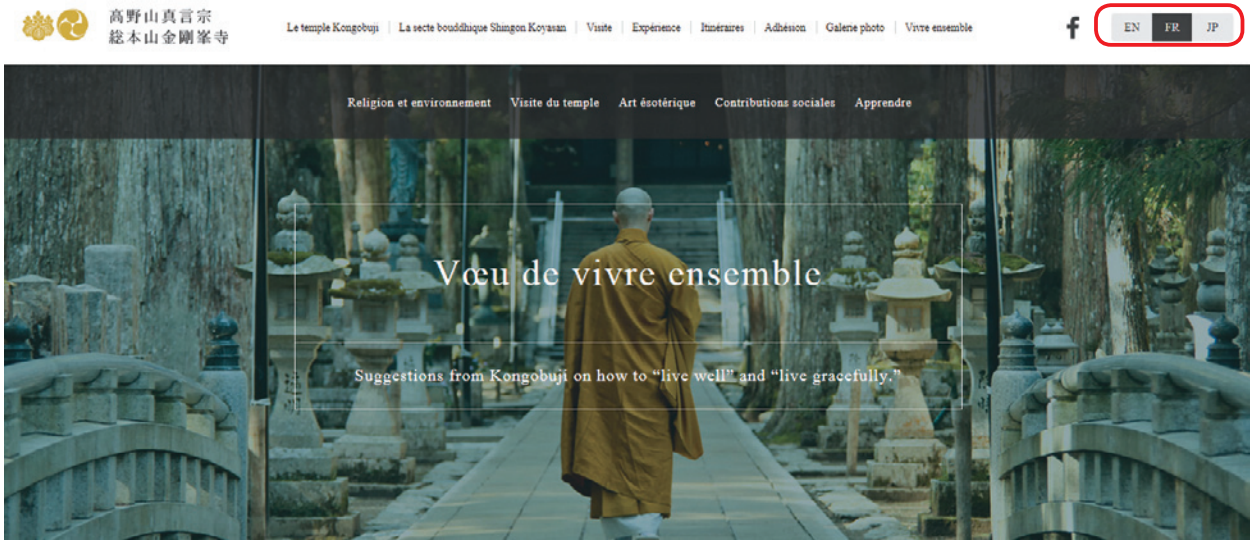 高野山真言宗
総本山金剛峯寺
Le temple Kongobuji | La secte bouddhique Shingon Koyasan | Visite | Expérience | Itinéraires | Adhésion | Galerie photo | Vivre ensemble
f
EN FR JP
Religion et environnement Visite du temple Art ésotérique Contributions sociales Apprendre
Vœu de vivre ensemble
Suggestions from Kongobuji on how to “live well” and “live gracefully.”